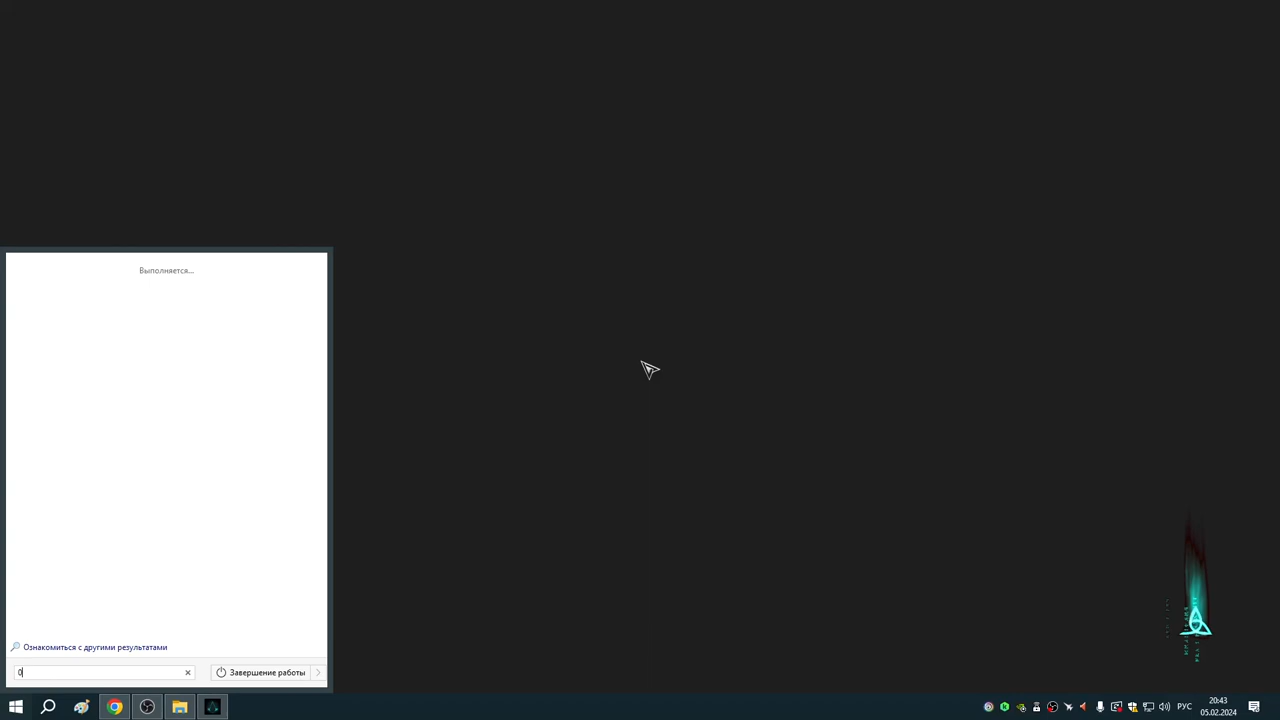 Выполняется...
Ознакомиться с другими результатами
0
Завершение работы
РУС
20:43
05.02.2024